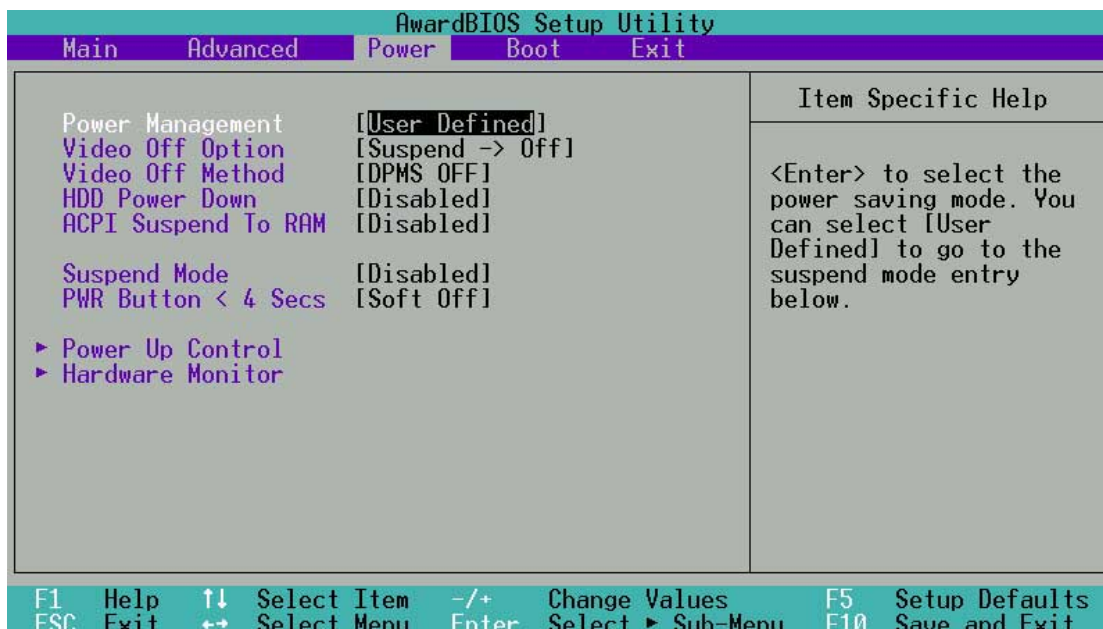 AwardBIOS Setup Utility
Main Advanced Power Boot Exit
Item Specific Help
Power Management [User Defined]
Video Off Option [Suspend -> Off]
Video Off Method [DPMS OFF]
HDD Power Down [Disabled]
ACPI Suspend To RAM [Disabled]
Suspend Mode [Disabled]
PWR Button < 4 Secs [Soft Off]
► Power Up Control
► Hardware Monitor
<Enter> to select the
power saving mode. You
can select [User
Defined] to go to the
suspend mode entry
below.
F1 Help ↑↓ Select Item -/+ Change Values F5 Setup Defaults
ESC Exit ←→ Select Menu Enter Select ► Sub-Menu F10 Save and Exit